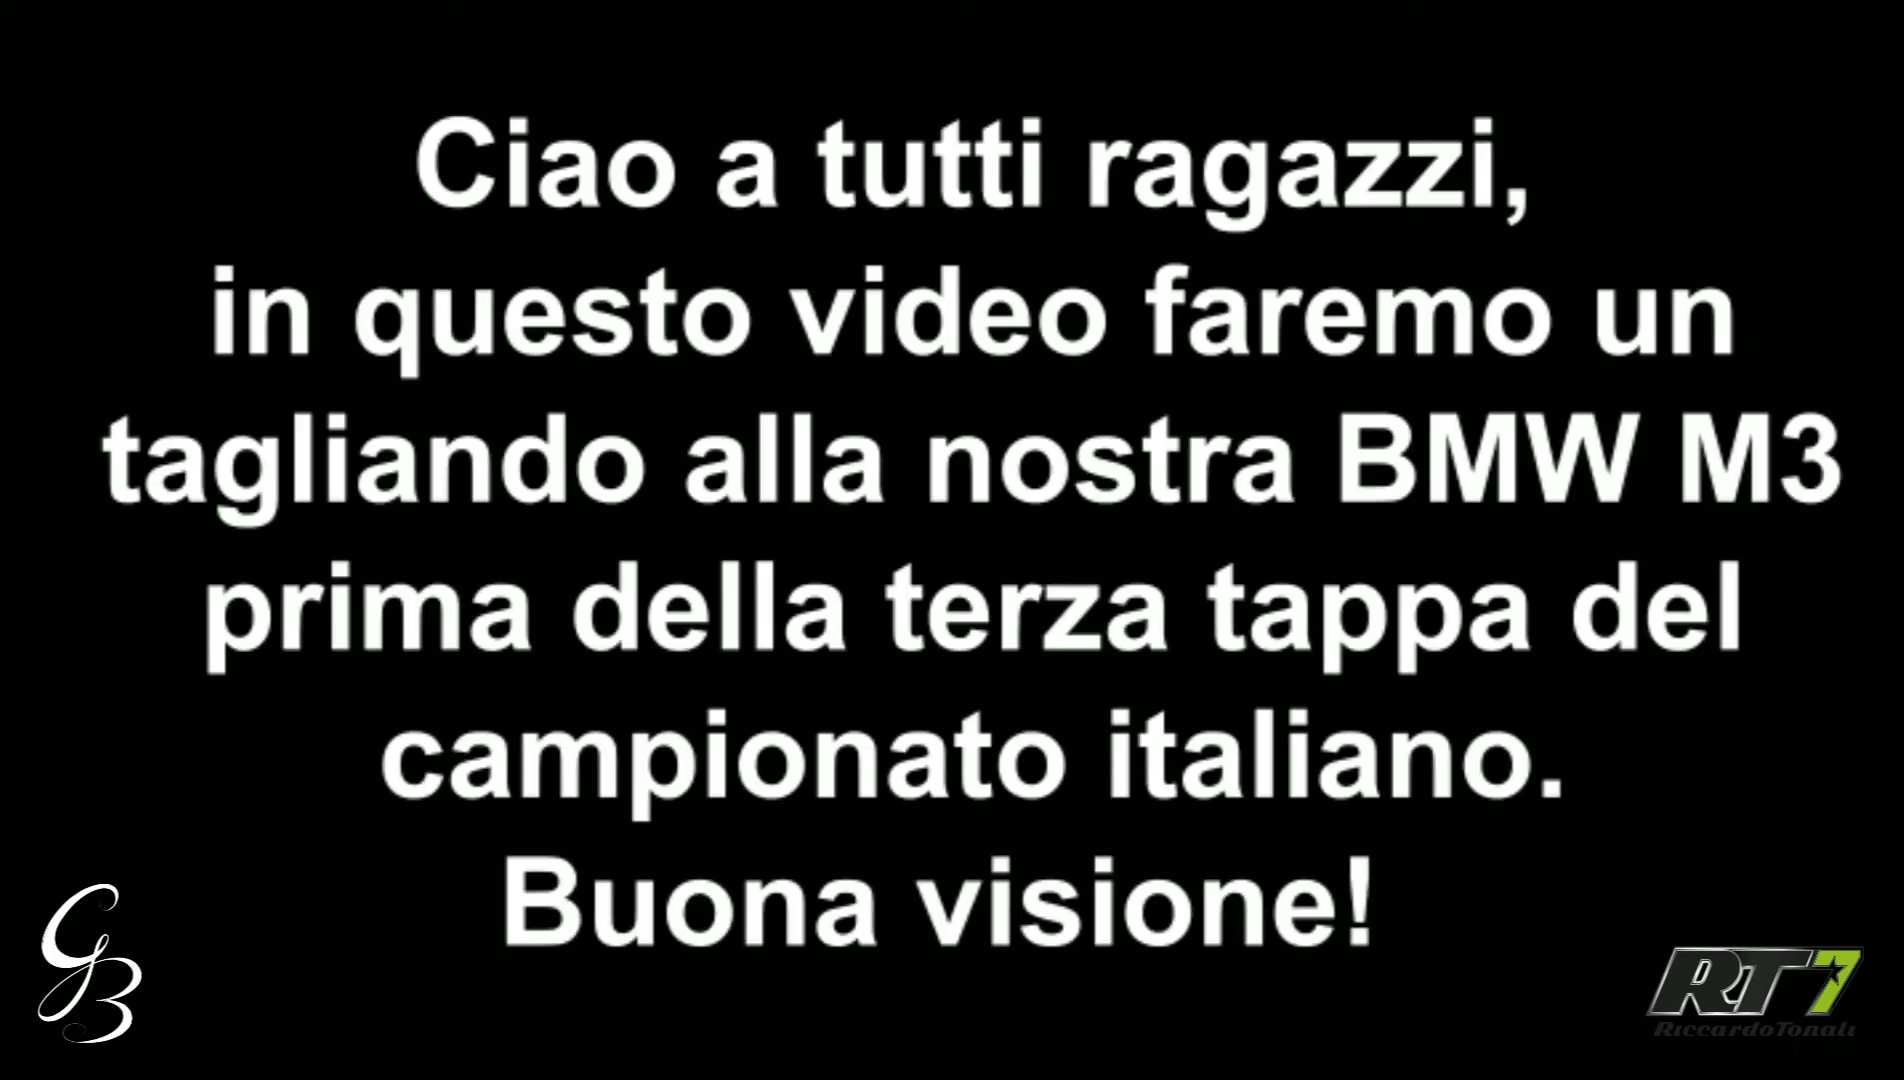 Ciao a tutti ragazzi,
in questo video faremo un
tagliando alla nostra BMW M3
prima della terza tappa del
campionato italiano.
Buona visione!
GB
RT7
RiccardoTonali